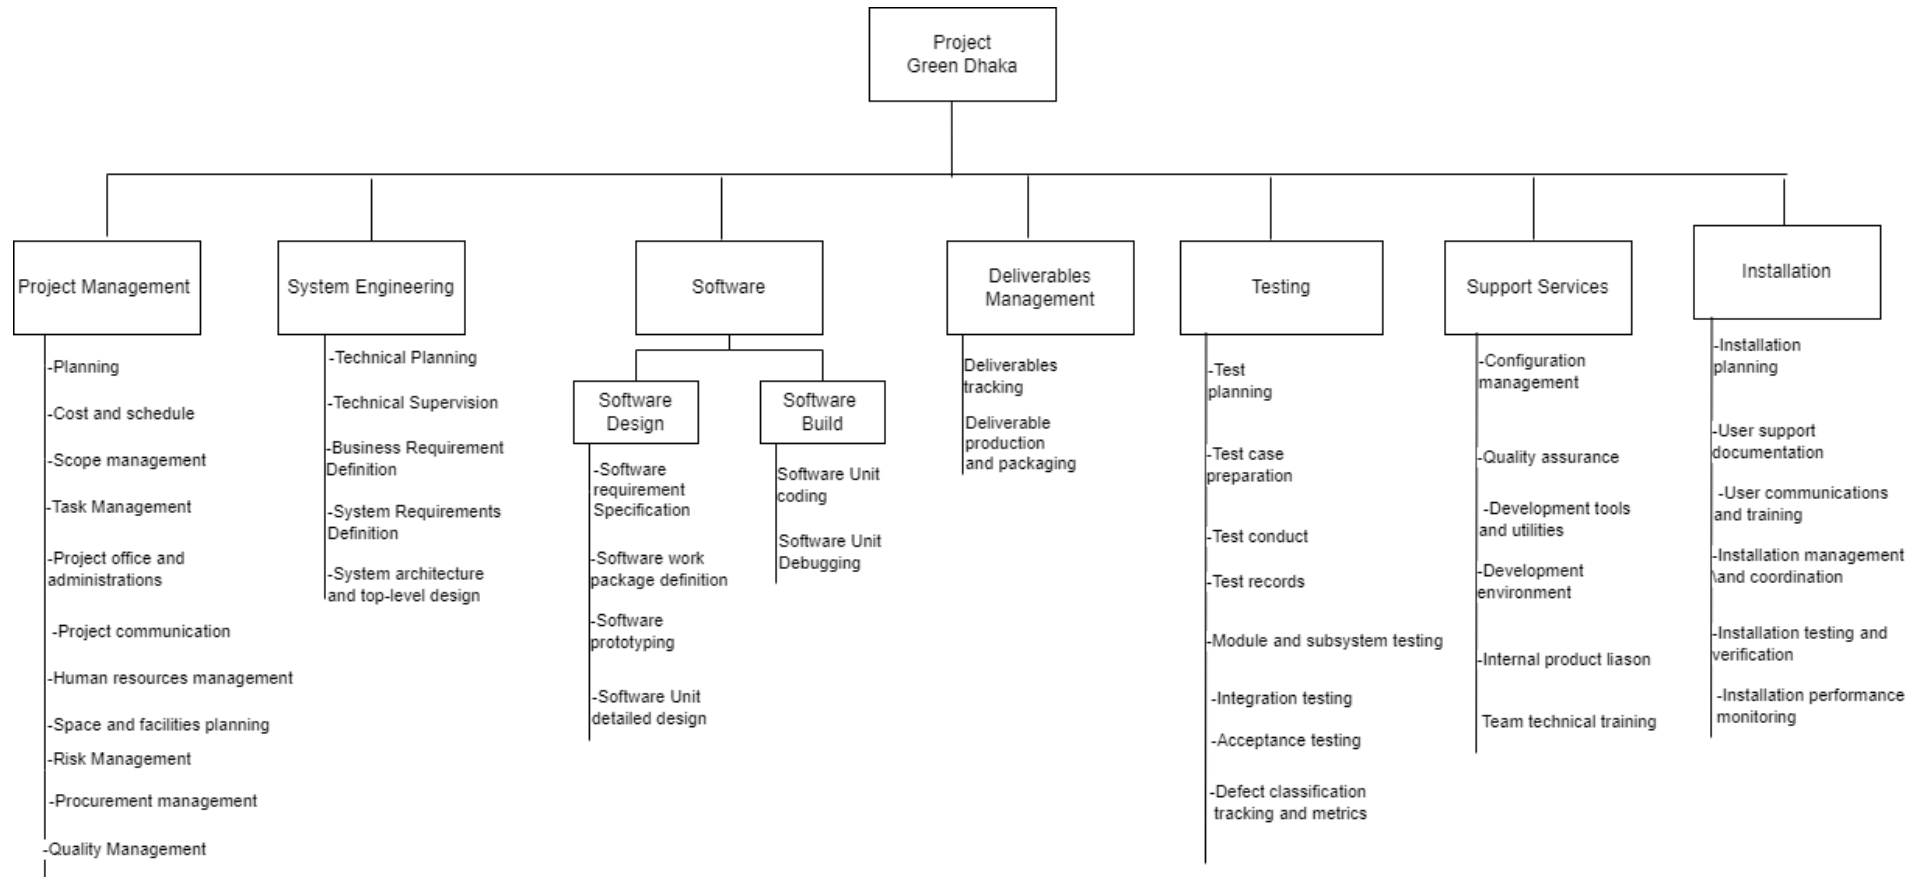 Project
Green Dhaka
Project Management
-Planning
-Cost and schedule
-Scope management
-Task Management
-Project office and
administrations
-Project communication
-Human resources management
-Space and facilities planning
-Risk Management
-Procurement management
-Quality Management
System Engineering
-Technical Planning
-Technical Supervision
-Business Requirement
Definition
-System Requirements
Definition
-System architecture
and top-level design
Software
Software
Design
-Software
requirement
Specification
-Software work
package definition
-Software
prototyping
-Software Unit
detailed design
Software
Build
Software Unit
coding
Software Unit
Debugging
Deliverables
Management
Deliverables
tracking
Deliverable
production
and packaging
Testing
-Test
planning
-Test case
preparation
-Test conduct
-Test records
-Module and subsystem testing
-Integration testing
-Acceptance testing
-Defect classification
tracking and metrics
Support Services
-Configuration
management
-Quality assurance
-Development tools
and utilities
-Development
environment
-Internal product liason
Team technical training
Installation
-Installation
planning
-User support
documentation
-User communications
and training
-Installation management
\and coordination
-Installation testing and
verification
-Installation performance
monitoring